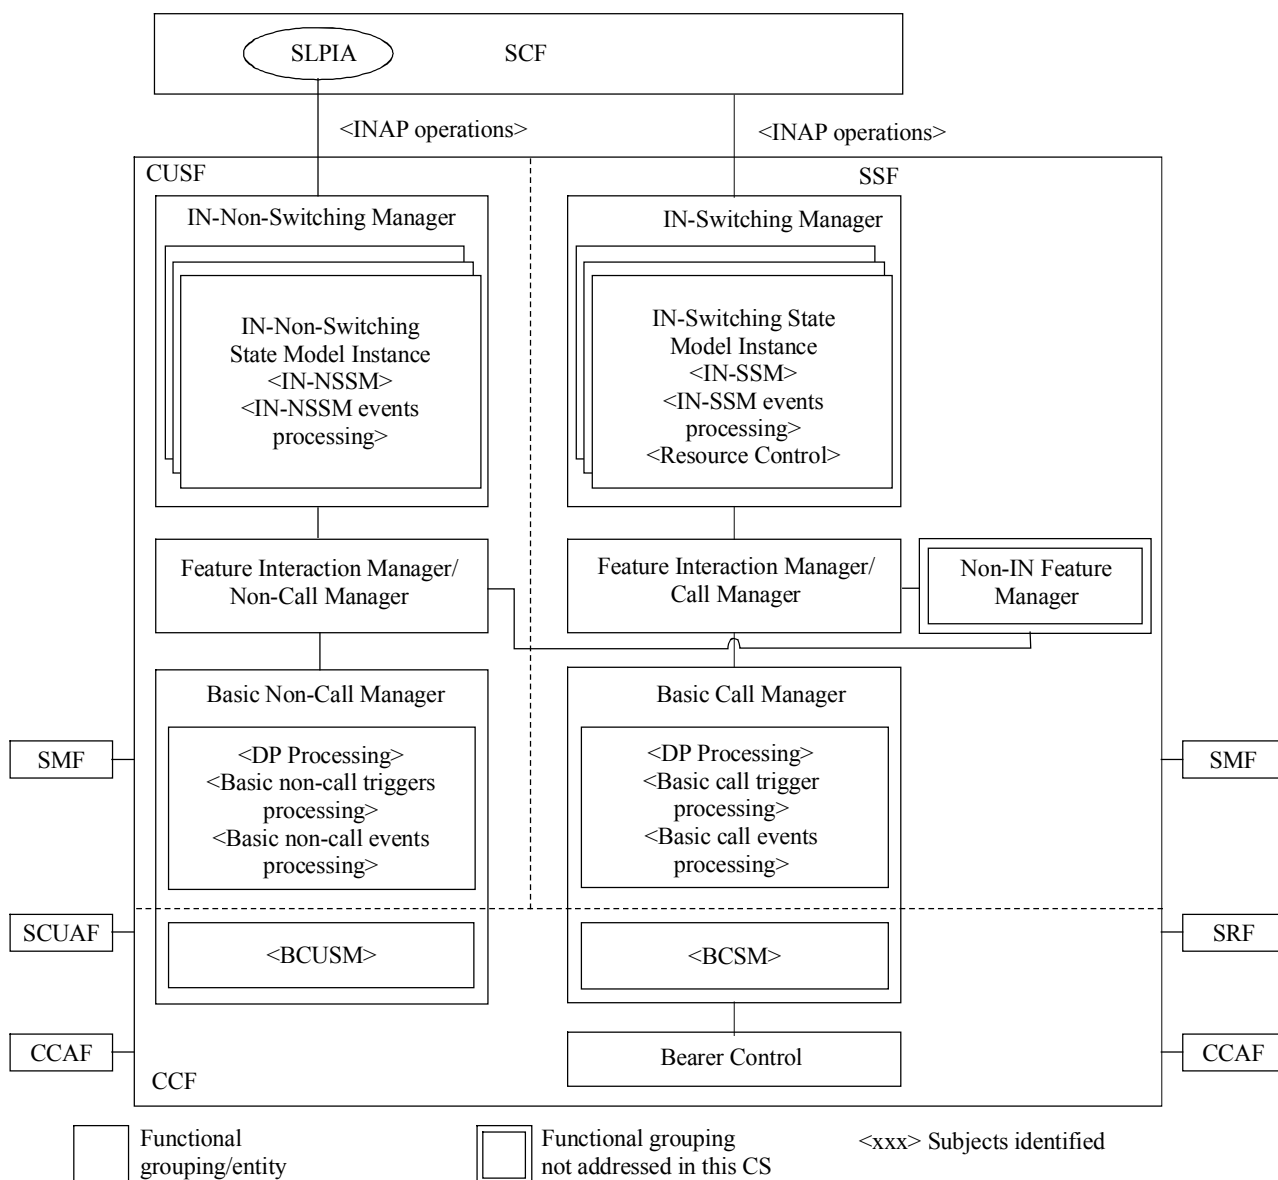 SLPIA
SCF
<INAP operations>
<INAP operations>
CUSF
SSF
IN-Non-Switching Manager
IN-Switching Manager
IN-Non-Switching
State Model Instance
<IN-NSSM>
<IN-NSSM events
processing>
IN-Switching State
Model Instance
<IN-SSM>
<IN-SSM events
processing>
<Resource Control>
Feature Interaction Manager/
Non-Call Manager
Feature Interaction Manager/
Call Manager
Non-IN Feature
Manager
Basic Non-Call Manager
Basic Call Manager
<DP Processing>
<Basic non-call triggers
processing>
<Basic non-call events
processing>
<DP Processing>
<Basic call trigger
processing>
<Basic call events
processing>
SMF
SMF
SCUAF
<BCUSM>
<BCSM>
SRF
CCAF
CCF
Bearer Control
CCAF
Functional
grouping/entity
Functional grouping
not addressed in this CS
<xxx> Subjects identified